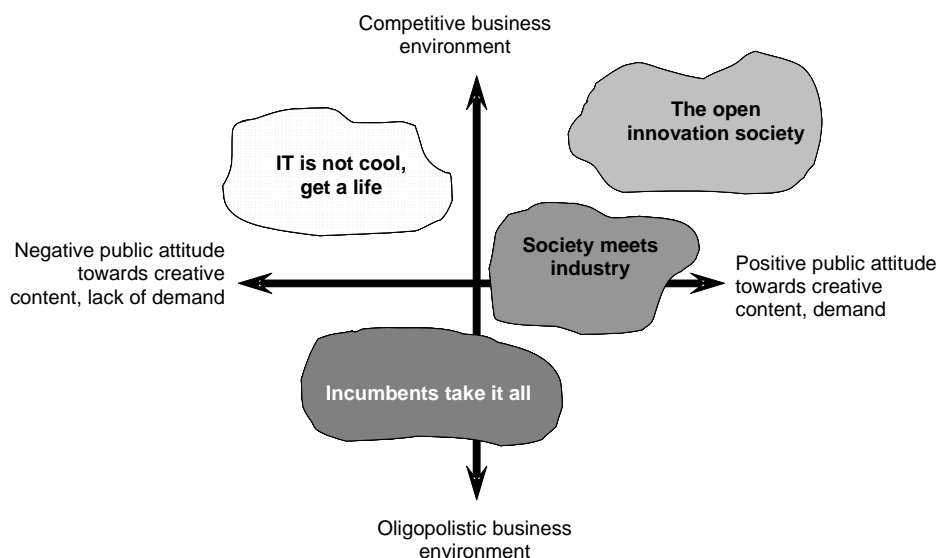 Competitive business
environment
The open
innovation society
IT is not cool,
get a life
Society meets
industry
Negative public attitude
towards creative
content, lack of demand
Positive public attitude
towards creative
content, demand
Incumbents take it all
Oligopolistic business
environment